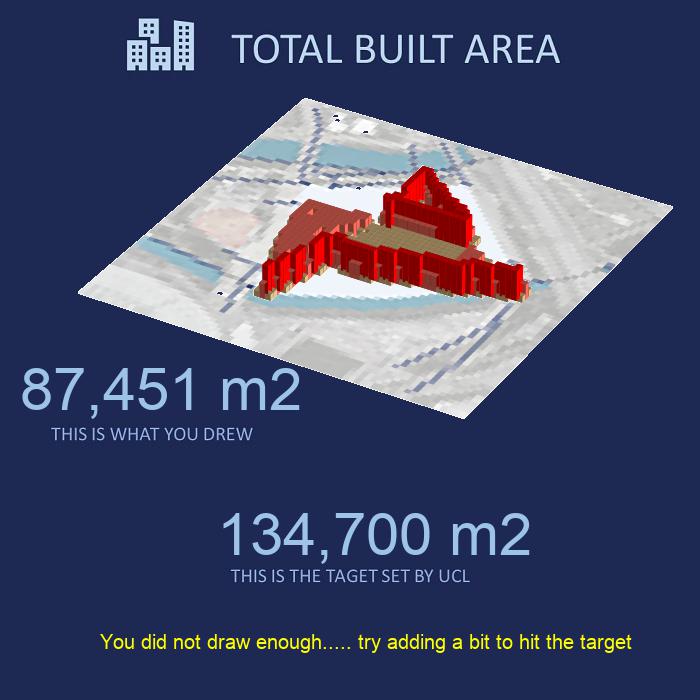 TOTAL BUILT AREA
87,451 m2
THIS IS WHAT YOU DREW
134,700 m2
THIS IS THE TAGET SET BY UCL
You did not draw enough..... try adding a bit to hit the target